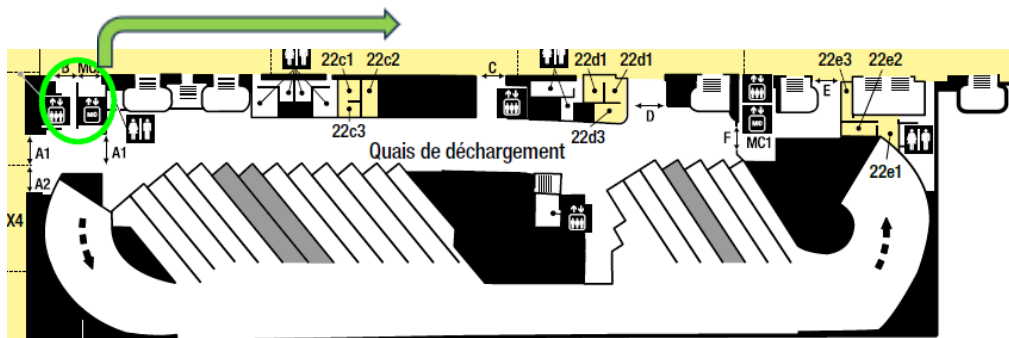 22c1 22c2
22d1 22d1
22e3 22e2
B MC
C
E
MC
D
MC
22c3
22d3
F MC1
A1 A1
Quais de déchargement
22e1
A2
X4